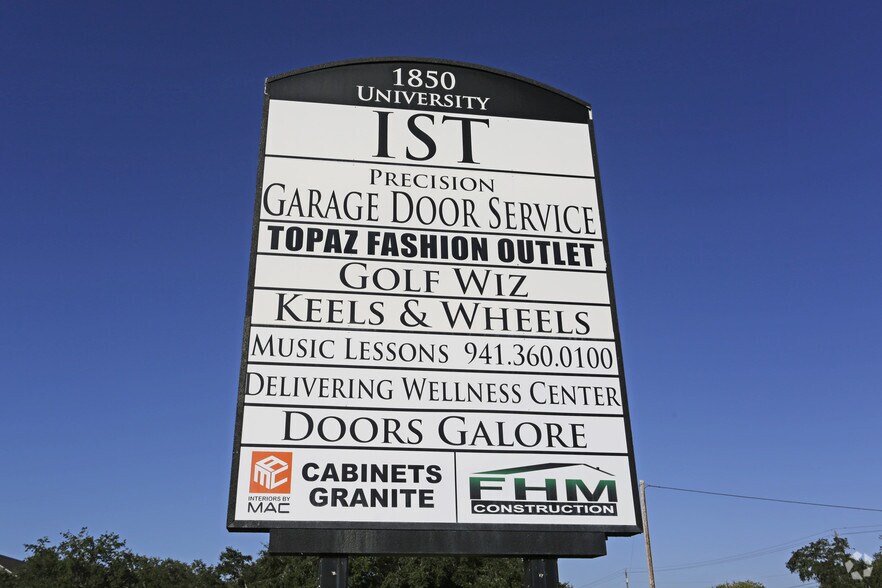 1850
UNIVERSITY
IST
PRECISION
GARAGE DOOR SERVICE
TOPAZ FASHION OUTLET
GOLF WIZ
KEELS & WHEELS
MUSIC LESSONS 941.360.0100
DELIVERING WELLNESS CENTER
DOORS GALORE
INTERIORS BY
MAC
CABINETS
GRANITE
FHM
CONSTRUCTION